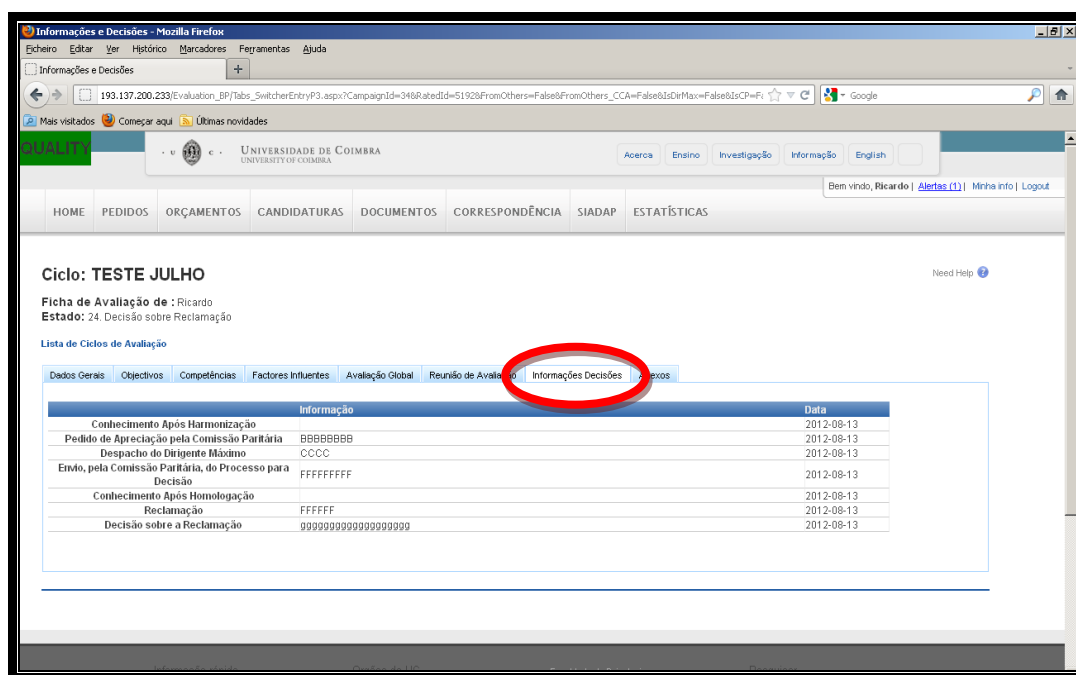 Informações e Decisões - Mozilla Firefox
Ficheiro Editar Ver Histórico Marcadores Ferramentas Ajuda
Informações e Decisões
193.137.200.233/Evaluation_BP/Tabs_SwitcherEntryP3.aspx?CampaignId=34&RatedId=5192&FromOthers=False&FromOthers_CCA=False&IsDirMax=False&IsCP=F
Google
Mais visitados Começar aqui Últimas novidades
QUALITY
· U C · UNIVERSIDADE DE COIMBRA
UNIVERSITY OF COIMBRA
Acerca Ensino Investigação Informação English
Bem vindo, Ricardo | Alertas (1) | Minha info | Logout
HOME PEDIDOS ORÇAMENTOS CANDIDATURAS DOCUMENTOS CORRESPONDÊNCIA SIADAP ESTATÍSTICAS
Ciclo: TESTE JULHO
Need Help ?
Ficha de Avaliação de : Ricardo
Estado: 24. Decisão sobre Reclamação
Lista de Ciclos de Avaliação
Dados Gerais Objectivos Competências Factores Influentes Avaliação Global Reunião de Informações Decisões
Informação Data
Conhecimento Após Harmonização 2012-08-13
Pedido de Apreciação pela Comissão Paritária BBBBBBBB 2012-08-13
Despacho do Dirigente Máximo CCCC 2012-08-13
Envio, pela Comissão Paritária, do Processo para
Decisão FFFFFFFFF 2012-08-13
Conhecimento Após Homologação 2012-08-13
Reclamação FFFFFF 2012-08-13
Decisão sobre a Reclamação ggggggggggggggggggg 2012-08-13